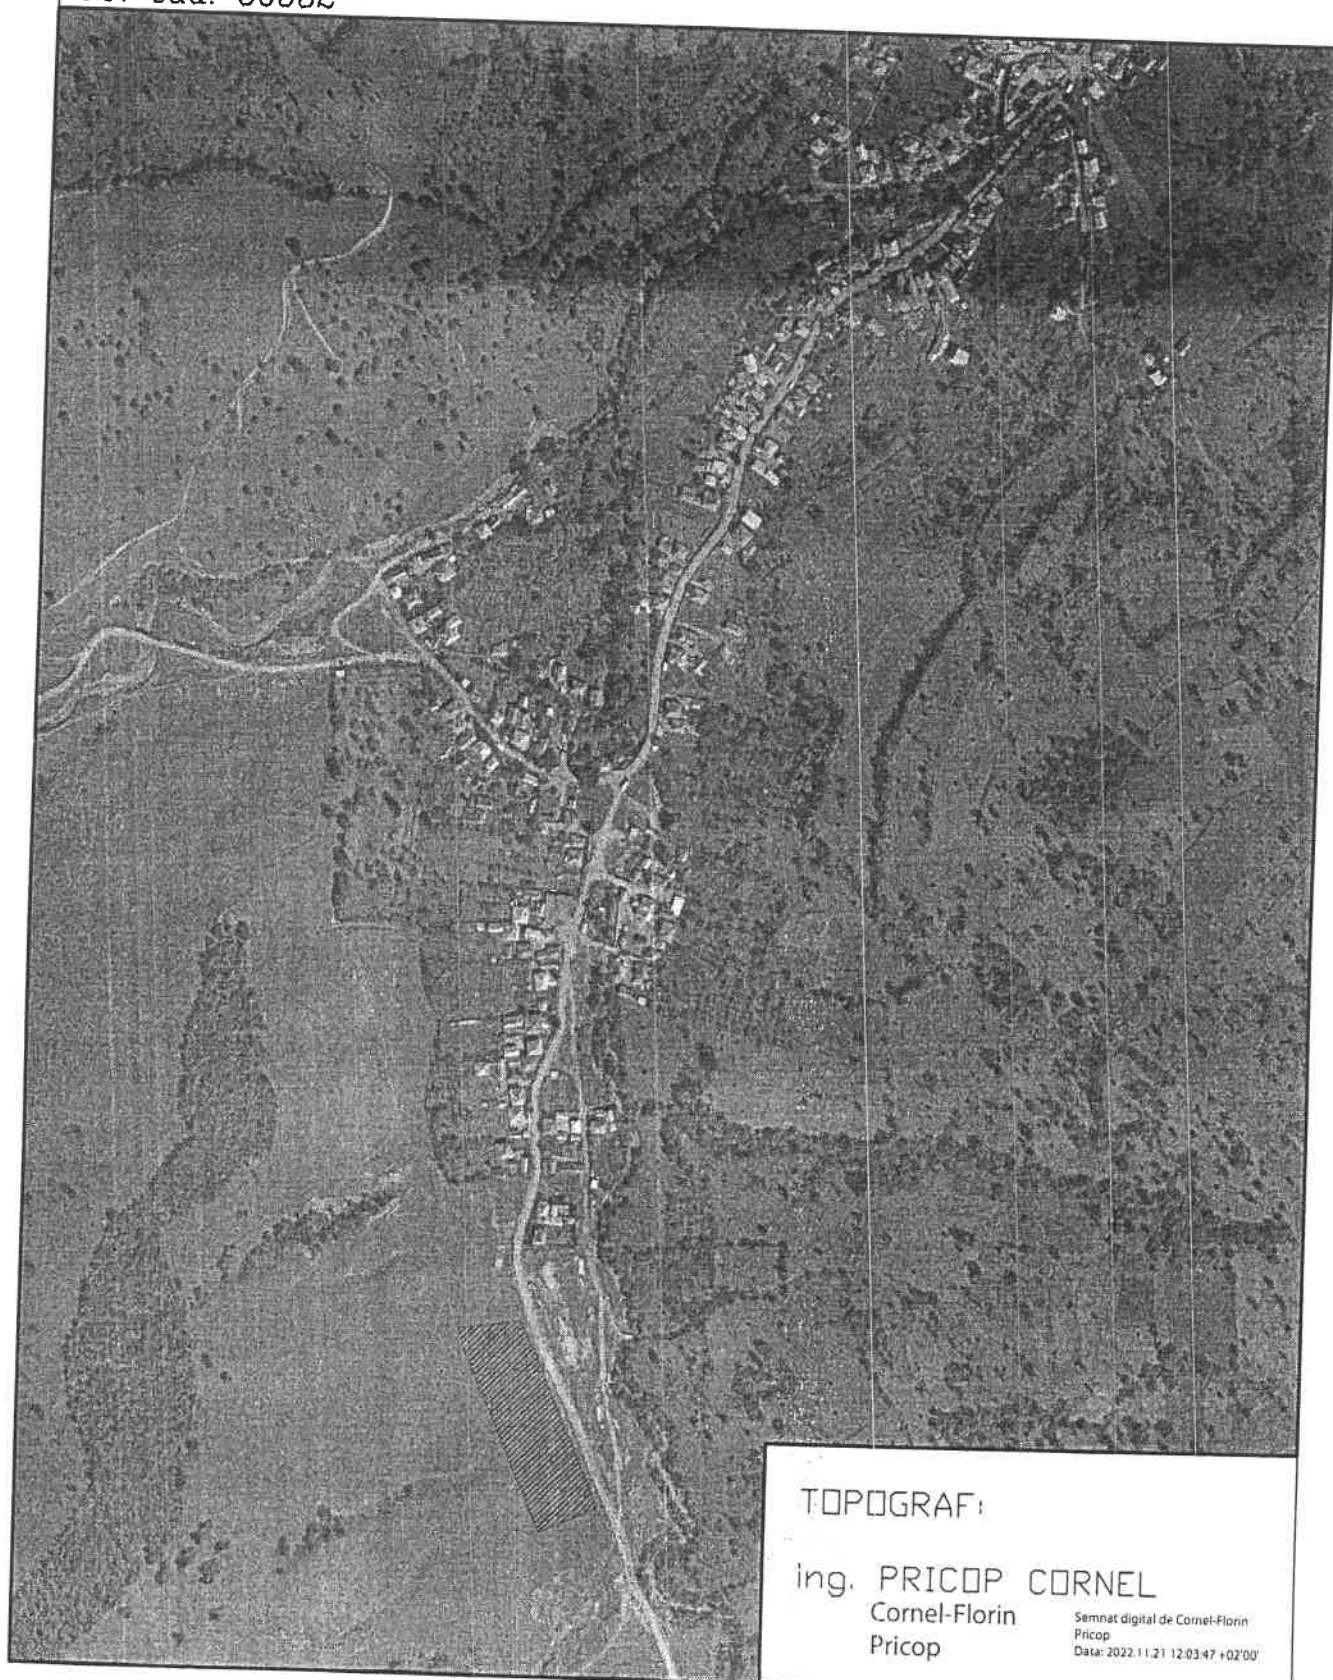 TOPOGRAF:
ing. PRICOP CORNEL
Cornel-Florin
Pricop
Semnat digital de Cornel-Florin
Pricop
Data: 2022.11.21 12:03:47 +02'00'